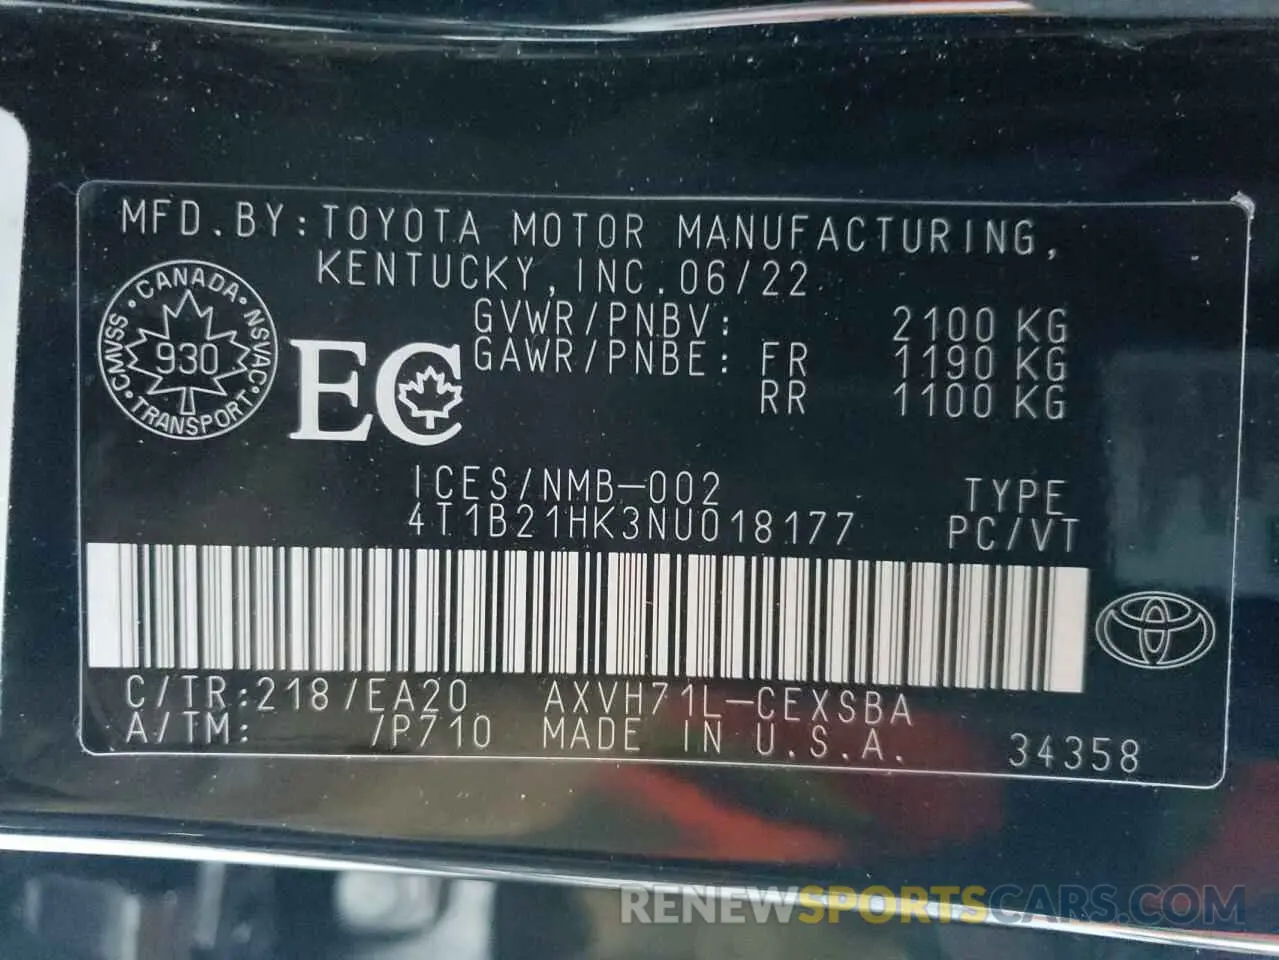 MFD.BY:TOYOTA MOTOR MANUFACTURING,
KENTUCKY,INC.06/22
GVWR/PNBV: 2100 KG
GAWR/PNBE: FR 1190 KG
RR 1100 KG
CANADA
CMVSS 930 NSVAC
TRANSPORT
EC
ICES/NMB-002
4T1B21HK3NU018177
TYPE
PC/VT
C/TR:218/EA20 AXVH71L-CEXSBA
A/TM: /P710 MADE IN U.S.A.
34358
RENEWSPORTSCARS.COM